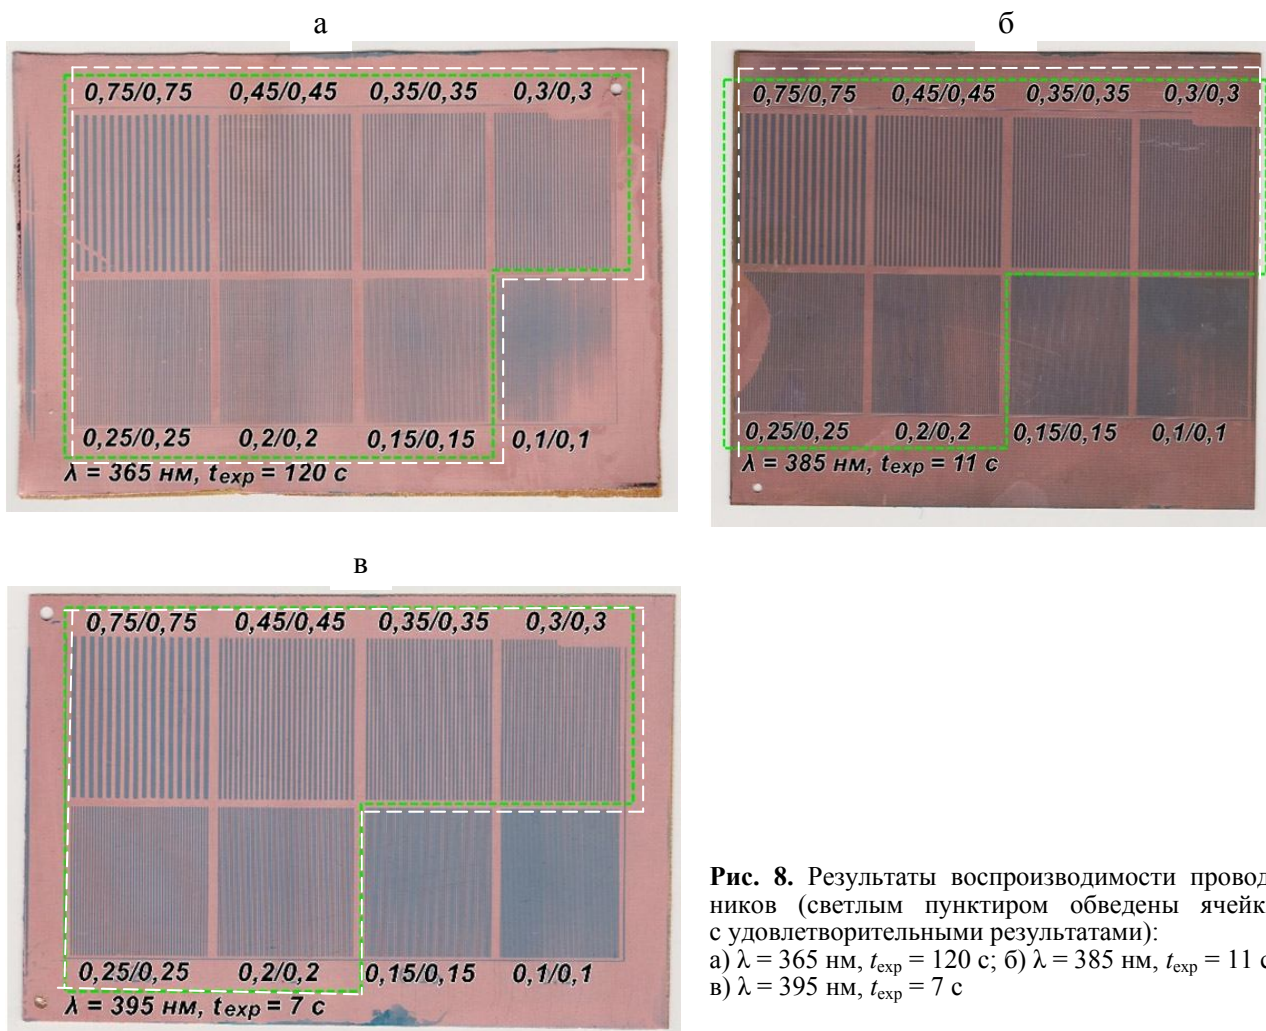 а
0,75/0,75 0,45/0,45 0,35/0,35 0,3/0,3
0,25/0,25 0,2/0,2 0,15/0,15 0,1/0,1
λ = 365 нм, texp = 120 с
б
0,75/0,75 0,45/0,45 0,35/0,35 0,3/0,3
0,25/0,25 0,2/0,2 0,15/0,15 0,1/0,1
λ = 385 нм, texp = 11 с
в
0,75/0,75 0,45/0,45 0,35/0,35 0,3/0,3
0,25/0,25 0,2/0,2 0,15/0,15 0,1/0,1
λ = 395 нм, texp = 7 с
Рис. 8. Результаты воспроизводимости провод
ников (светлым пунктиром обведены ячейк
с удовлетворительными результатами):
а) λ = 365 нм, texp = 120 с; б) λ = 385 нм, texp = 11 с
в) λ = 395 нм, texp = 7 с